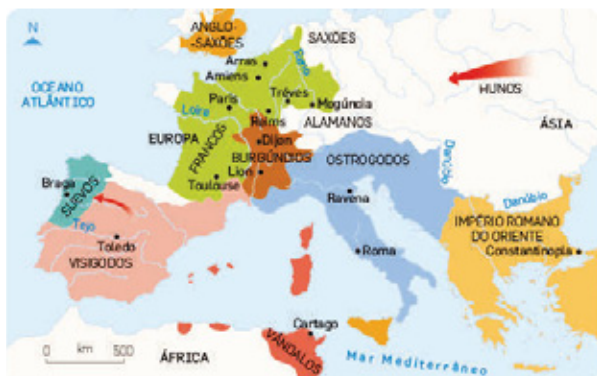 N
ANGLO-
-SAXÕES
SAXÕES
OCEANO
ATLÂNTICO
Arras
Amiens
Reno
HUNOS
Tréves
Paris
Mogúncia
Loire
Reims
ALAMANOS
ÁSIA
EUROPA
FRANCOS
Dijon
BURGÚNDIOS
OSTROGODOS
Danúbio
Lion
Toulouse
Braga
SUEVOS
Ravena
Danúbio
IMPÉRIO ROMANO
DO ORIENTE
Constantinopla
Tejo
Toledo
VISIGODOS
Roma
Cartago
0 km 500
ÁFRICA
VÂNDALOS
Mar Mediterrâneo